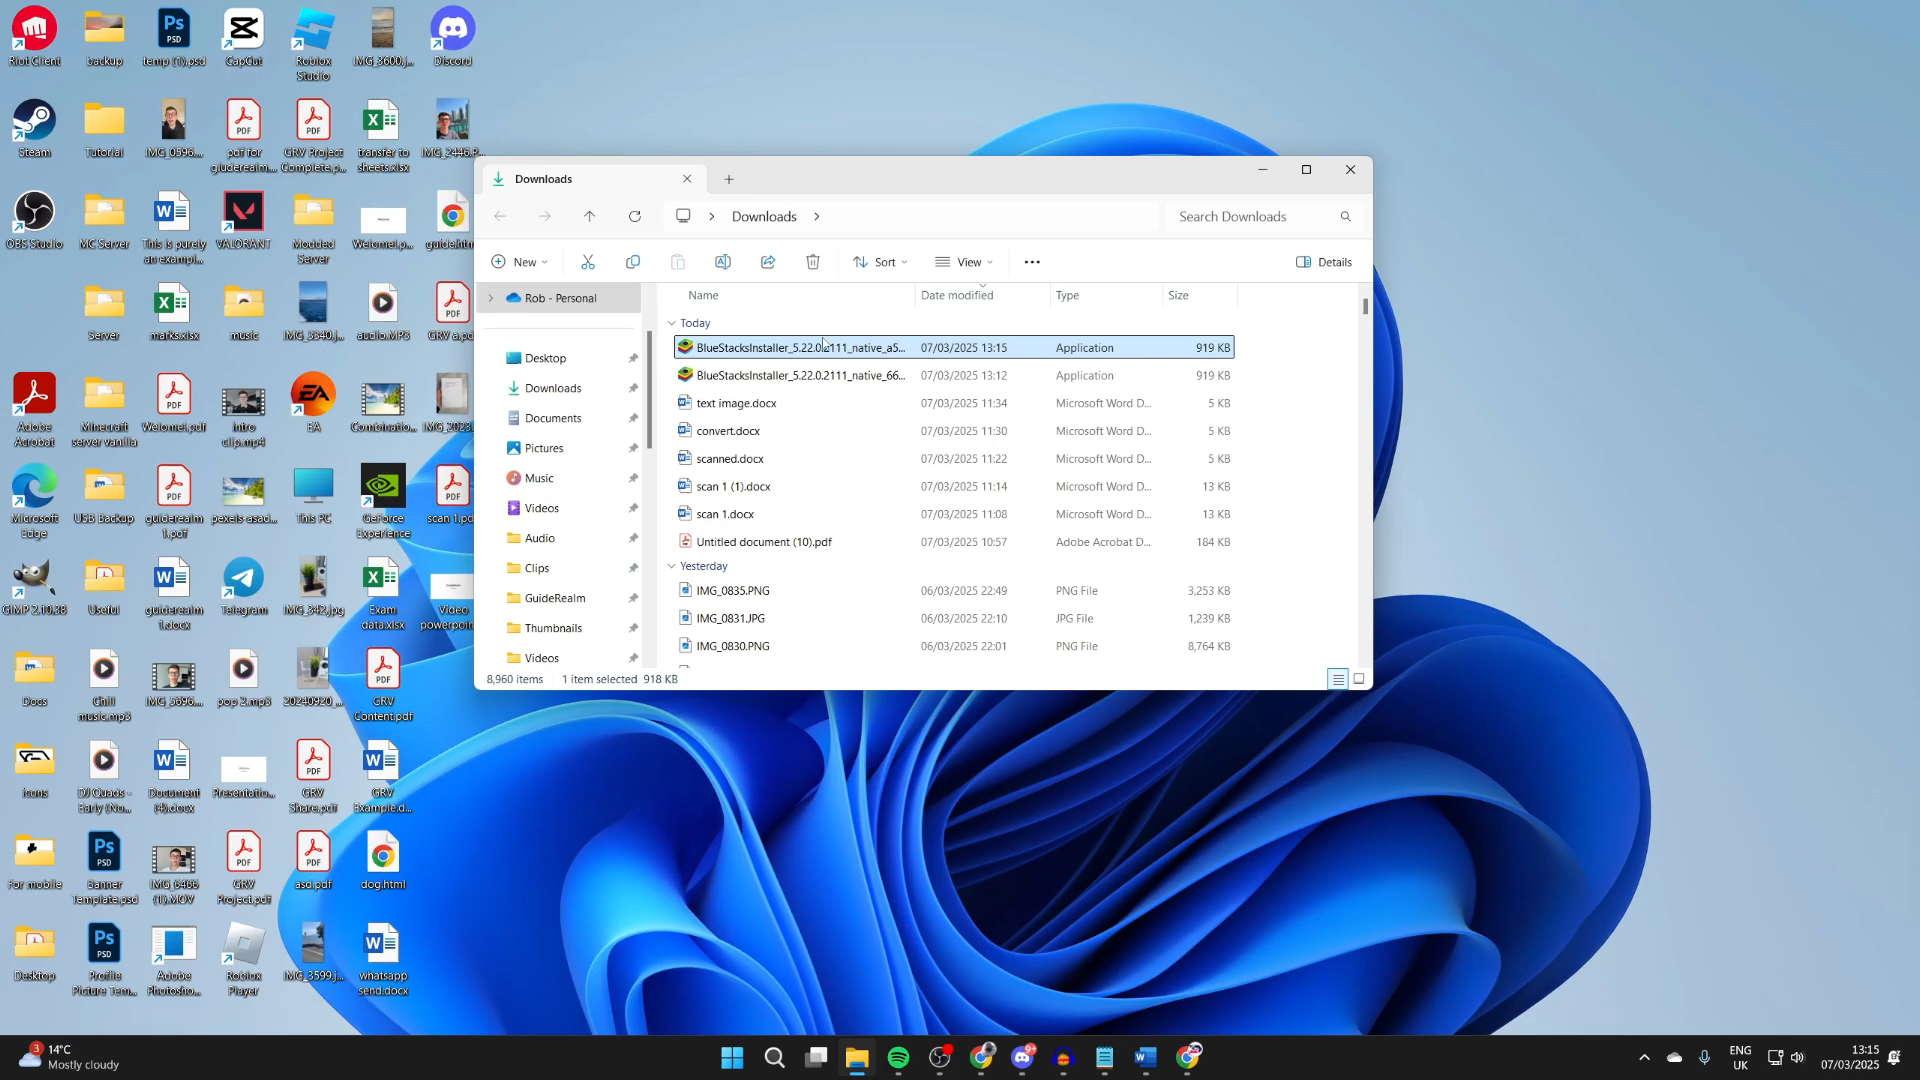 Riot Client
backup
temp (1).psd
CapCut
Roblox Studio
IMG_3600.j...
Discord
Steam
Tutorial
IMG_0596...
pdf for giuderealm...
GRV Project Complete.p...
transfer to sheets.xlsx
IMG_2446.P...
OBS Studio
MC Server
This is purely an exampl...
VALORANT
Modded Server
Welomei.p...
Server
marks.xlsx
music
IMG_3340.j...
audio.MP3
GRV a.pd
Adobe Acrobat
Minecraft server vanilla
Welomei.pdf
intro clip.mp4
EA
Combinatio...
IMG_2023.
Microsoft Edge
USB Backup
guiderealm 1.pdf
pexels-asad...
This PC
GeForce Experience
scan 1.pd
GIMP 2.10.38
Useful
guiderealm 1.docx
Telegram
IMG_342.jpg
Exam data.xlsx
Video powerpoin
Docs
Chill music.mp3
IMG_5696...
pop 2.mp3
20240920_...
GRV Content.pdf
icons
DJ Quads - Early (No...
Document (4).docx
Presentatio...
GRV Share.pdf
GRV Example.d...
For mobile
Banner Template.psd
IMG_6466 (1).MOV
GRV Project.pdf
asd.pdf
dog.html
Desktop
Profile Picture Tem...
Adobe Photosho...
Roblox Player
IMG_3599.j...
whatsapp send.docx
Downloads
Downloads
Search Downloads
New
Sort
View
Details
Rob - Personal
Desktop
Downloads
Documents
Pictures
Music
Videos
Audio
Clips
GuideRealm
Thumbnails
Videos
Name Date modified Type Size
Today
BlueStacksInstaller_5.22.0.2111_native_a5... 07/03/2025 13:15 Application 919 KB
BlueStacksInstaller_5.22.0.2111_native_66... 07/03/2025 13:12 Application 919 KB
text image.docx 07/03/2025 11:34 Microsoft Word D... 5 KB
convert.docx 07/03/2025 11:30 Microsoft Word D... 5 KB
scanned.docx 07/03/2025 11:22 Microsoft Word D... 5 KB
scan 1 (1).docx 07/03/2025 11:14 Microsoft Word D... 13 KB
scan 1.docx 07/03/2025 11:08 Microsoft Word D... 13 KB
Untitled document (10).pdf 07/03/2025 10:57 Adobe Acrobat D... 184 KB
Yesterday
IMG_0835.PNG 06/03/2025 22:49 PNG File 3,253 KB
IMG_0831.JPG 06/03/2025 22:10 JPG File 1,239 KB
IMG_0830.PNG 06/03/2025 22:01 PNG File 8,764 KB
8,960 items 1 item selected 918 KB
3
14°C
Mostly cloudy
9+
ENG
UK
13:15
07/03/2025